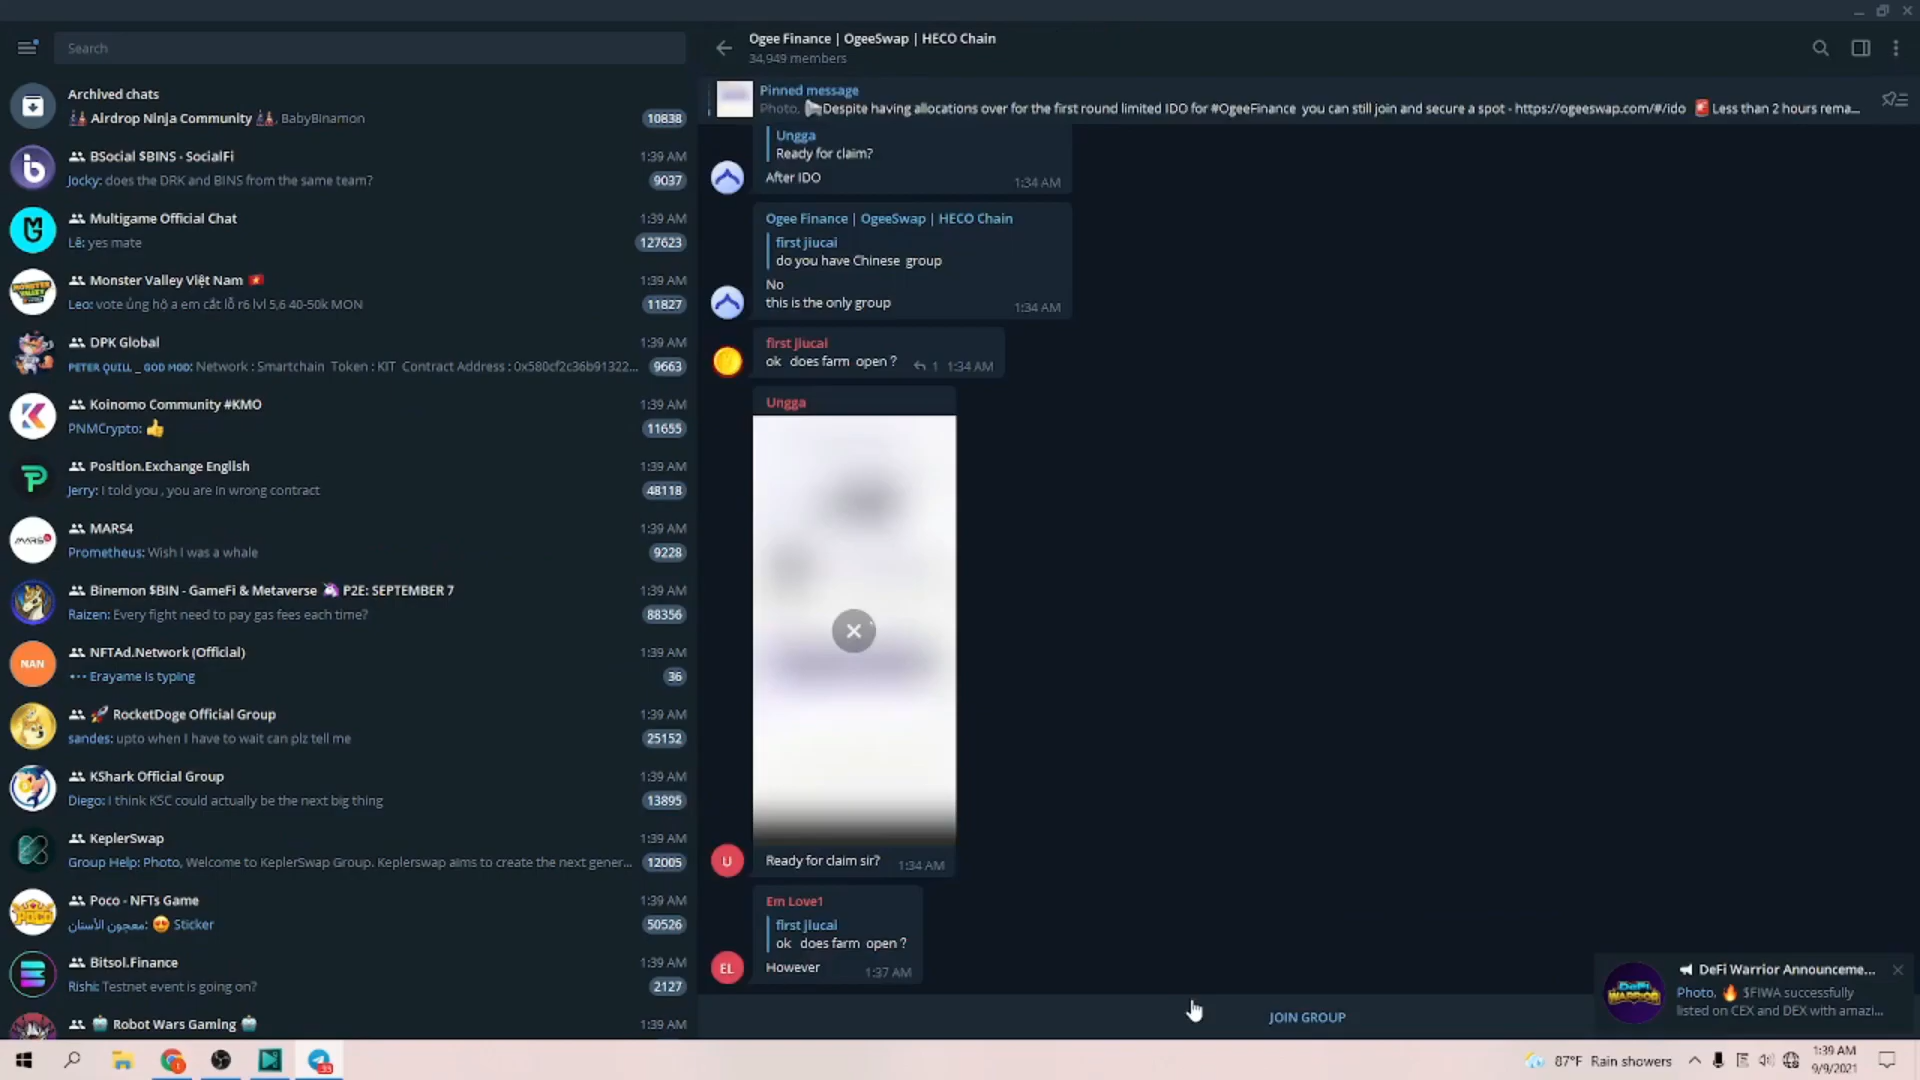 Search
Archived chats
Airdrop Ninja Community, BabyBinamon
10838
BSocial $BINS - SocialFi
1:39 AM
Jocky: does the DRK and BINS from the same team?
9037
Multigame Official Chat
1:39 AM
Lê: yes mate
127623
Monster Valley Việt Nam 🇻🇳
1:39 AM
Leo: vote ủng hộ a em cắt lỗ r6 lvl 5,6 40-50k MON
11827
DPK Global
1:39 AM
PETER QUILL _ GOD MOD: Network : Smartchain Token : KIT Contract Address : 0x580cf2c36b91322...
9663
Koinomo Community #KMO
1:39 AM
PNMCrypto: 👍
11655
Position.Exchange English
1:39 AM
Jerry: I told you , you are in wrong contract
48118
MARS4
1:39 AM
Prometheus: Wish I was a whale
9228
Binemon $BIN - GameFi & Metaverse 🦄 P2E: SEPTEMBER 7
1:39 AM
Raizen: Every fight need to pay gas fees each time?
88356
NAN
NFTAd.Network (Official)
1:39 AM
Erayame is typing
36
🚀 RocketDoge Official Group
1:39 AM
sandes: upto when I have to wait can plz tell me
25152
KShark Official Group
1:39 AM
Diego: I think KSC could actually be the next big thing
13895
KeplerSwap
1:39 AM
Group Help: Photo, Welcome to KeplerSwap Group. Keplerswap aims to create the next gener...
12005
Poco - NFTs Game
1:39 AM
معجون الأسنان: 😍 Sticker
50526
Bitsol.Finance
1:39 AM
Rishi: Testnet event is going on?
2127
🤖 Robot Wars Gaming 🤖
1:39 AM
Ogee Finance | OgeeSwap | HECO Chain
34,949 members
Pinned message
Photo, Despite having allocations over for the first round limited IDO for #OgeeFinance you can still join and secure a spot - https://ogeeswap.com/#/ido 🚨Less than 2 hours rema...
Ungga
Ready for claim?
After IDO
1:34 AM
Ogee Finance | OgeeSwap | HECO Chain
first jiucai
do you have Chinese group
No
this is the only group
1:34 AM
first jiucai
ok does farm open ?
1 1:34 AM
Ungga
U
Ready for claim sir?
1:34 AM
Em Love1
first jiucai
ok does farm open ?
EL
However
1:37 AM
JOIN GROUP
DeFi Warrior Announceme...
Photo, 🔥 $FIWA successfully
listed on CEX and DEX with amazi...
87°F Rain showers
1:39 AM
9/9/2021